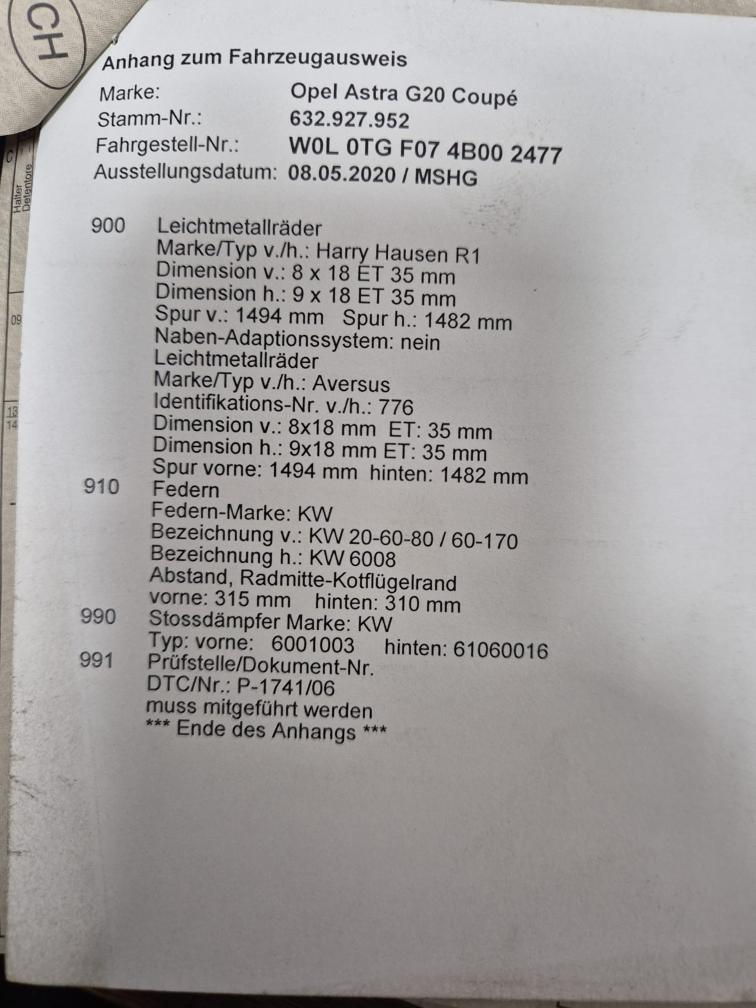 CH
Anhang zum Fahrzeugausweis
Marke: Opel Astra G20 Coupé
Stamm-Nr.: 632.927.952
Fahrgestell-Nr.: W0L 0TG F07 4B00 2477
Ausstellungsdatum: 08.05.2020 / MSHG
Halter
Detentore
C
09
13
14
900 Leichtmetallräder
Marke/Typ v./h.: Harry Hausen R1
Dimension v.: 8 x 18 ET 35 mm
Dimension h.: 9 x 18 ET 35 mm
Spur v.: 1494 mm Spur h.: 1482 mm
Naben-Adaptionssystem: nein
Leichtmetallräder
Marke/Typ v./h.: Aversus
Identifikations-Nr. v./h.: 776
Dimension v.: 8x18 mm ET: 35 mm
Dimension h.: 9x18 mm ET: 35 mm
Spur vorne: 1494 mm hinten: 1482 mm
910 Federn
Federn-Marke: KW
Bezeichnung v.: KW 20-60-80 / 60-170
Bezeichnung h.: KW 6008
Abstand, Radmitte-Kotflügelrand
vorne: 315 mm hinten: 310 mm
990 Stossdämpfer Marke: KW
Typ: vorne: 6001003 hinten: 61060016
991 Prüfstelle/Dokument-Nr.
DTC/Nr.: P-1741/06
muss mitgeführt werden
*** Ende des Anhangs ***